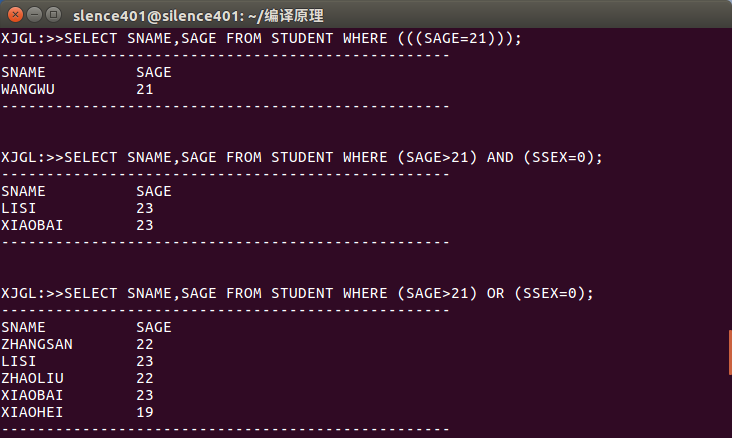 slence401@silence401: ~/编译原理
XJGL:>>SELECT SNAME,SAGE FROM STUDENT WHERE (((SAGE=21)));
--------------------------------------------------
SNAME          SAGE
WANGWU         21
--------------------------------------------------
XJGL:>>SELECT SNAME,SAGE FROM STUDENT WHERE (SAGE>21) AND (SSEX=0);
--------------------------------------------------
SNAME          SAGE
LISI           23
XIAOBAI        23
--------------------------------------------------
XJGL:>>SELECT SNAME,SAGE FROM STUDENT WHERE (SAGE>21) OR (SSEX=0);
--------------------------------------------------
SNAME          SAGE
ZHANGSAN       22
LISI           23
ZHAOLIU        22
XIAOBAI        23
XIAOHEI        19
--------------------------------------------------